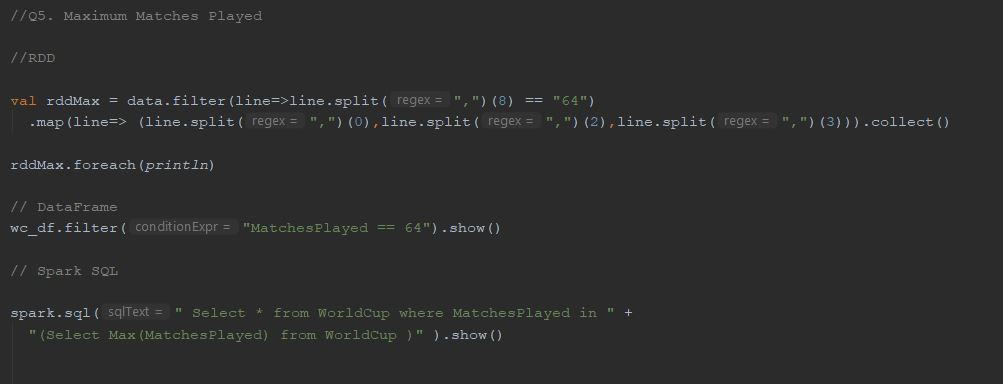 //Q5. Maximum Matches Played
//RDD
val rddMax = data.filter(line=>line.split( regex = ",")(8) == "64")
.map(line=> (line.split( regex = ",")(0),line.split( regex = ",")(2),line.split( regex = ",")(3))).collect()
rddMax.foreach(println)
// DataFrame
wc_df.filter( conditionExpr = "MatchesPlayed == 64").show()
// Spark SQL
spark.sql( sqlText = " Select * from WorldCup where MatchesPlayed in " +
"(Select Max(MatchesPlayed) from WorldCup )" ).show()